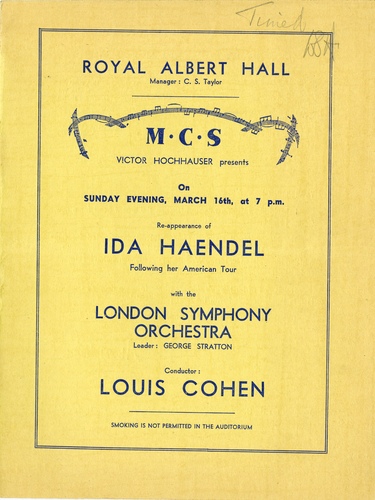 Timed
ROYAL ALBERT HALL
Manager: C. S. Taylor
M·C·S
VICTOR HOCHHAUSER presents
On
SUNDAY EVENING, MARCH 16th, at 7 p.m.
Re-appearance of
IDA HAENDEL
Following her American Tour
with the
LONDON SYMPHONY
ORCHESTRA
Leader: GEORGE STRATTON
Conductor:
LOUIS COHEN
SMOKING IS NOT PERMITTED IN THE AUDITORIUM